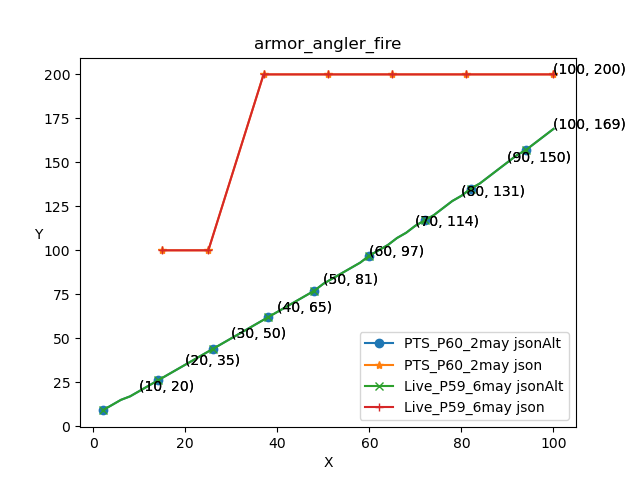 armor_angler_fire
200
175
150
125
100
75
50
25
0
Y
(100, 200)
(100, 169)
(90, 150)
(80, 131)
(70, 114)
(60, 97)
(50, 81)
(40, 65)
(30, 50)
(20, 35)
(10, 20)
PTS_P60_2may jsonAlt
PTS_P60_2may json
Live_P59_6may jsonAlt
Live_P59_6may json
0 20 40 60 80 100
X